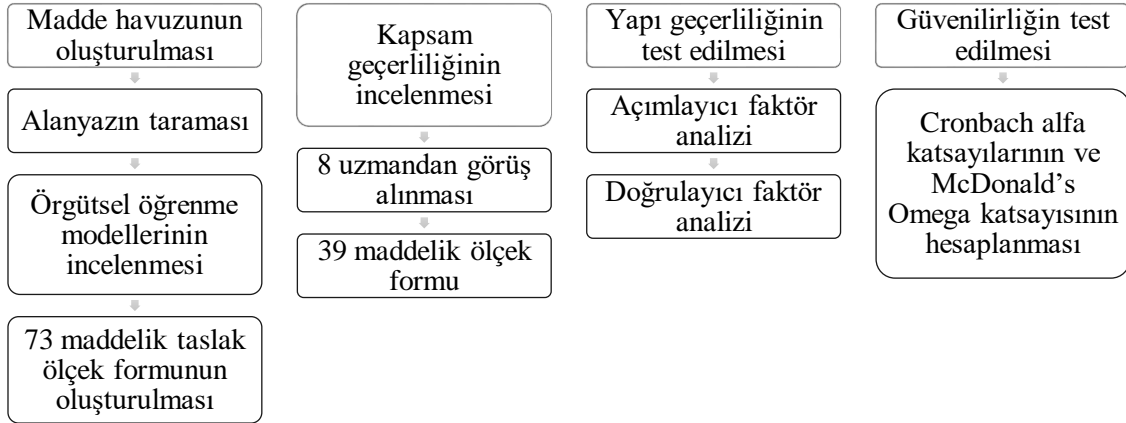 Madde havuzunun
oluşturulması
Alanyazın taraması
Örgütsel öğrenme
modellerinin
incelenmesi
73 maddelik taslak
ölçek formunun
oluşturulması
Kapsam
geçerliliğinin
incelenmesi
8 uzmandan görüş
alınması
39 maddelik ölçek
formu
Yapı geçerliliğinin
test edilmesi
Açımlayıcı faktör
analizi
Doğrulayıcı faktör
analizi
Güvenilirliğin test
edilmesi
Cronbach alfa
katsayılarının ve
McDonald’s
Omega katsayısının
hesaplanması